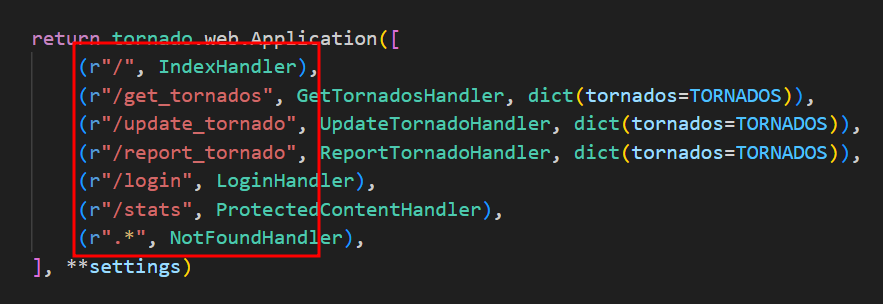 return tornado.web.Application([
(r"/", IndexHandler),
(r"/get_tornados", GetTornadosHandler, dict(tornados=TORNADOS)),
(r"/update_tornado", UpdateTornadoHandler, dict(tornados=TORNADOS)),
(r"/report_tornado", ReportTornadoHandler, dict(tornados=TORNADOS)),
(r"/login", LoginHandler),
(r"/stats", ProtectedContentHandler),
(r".*", NotFoundHandler),
], **settings)